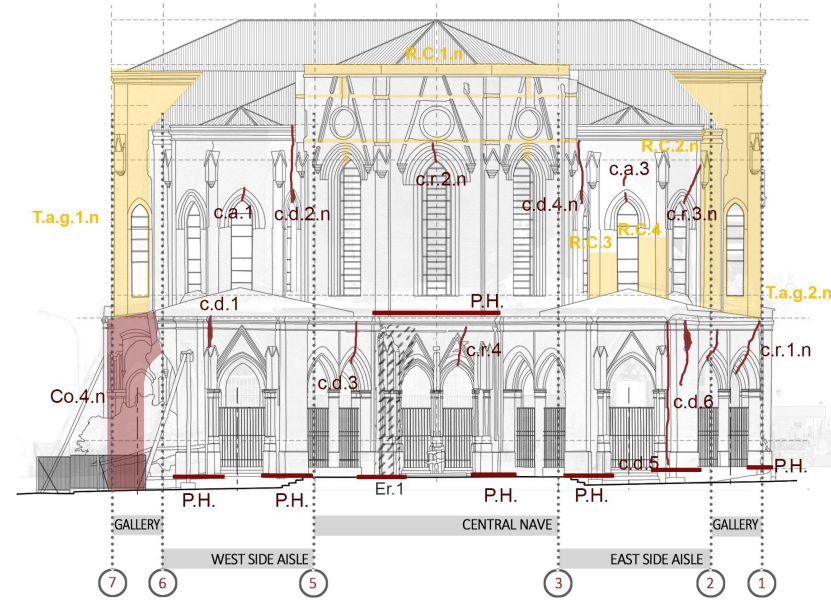 R.C.1.n
R.C.2.n
c.a.3
c.r.2.n
c.a.1
c.d.2.n
c.d.4.n
c.r.3.n
T.a.g.1.n
R.C.3
R.C.4
T.a.g.2.n
c.d.1
P.H.
c.r.4
c.r.1.n
c.d.3
Co.4.n
c.d.6
c.d.5
P.H.
P.H.
P.H.
Er.1
P.H.
P.H.
GALLERY
CENTRAL NAVE
GALLERY
WEST SIDE AISLE
EAST SIDE AISLE
7
6
5
3
2
1